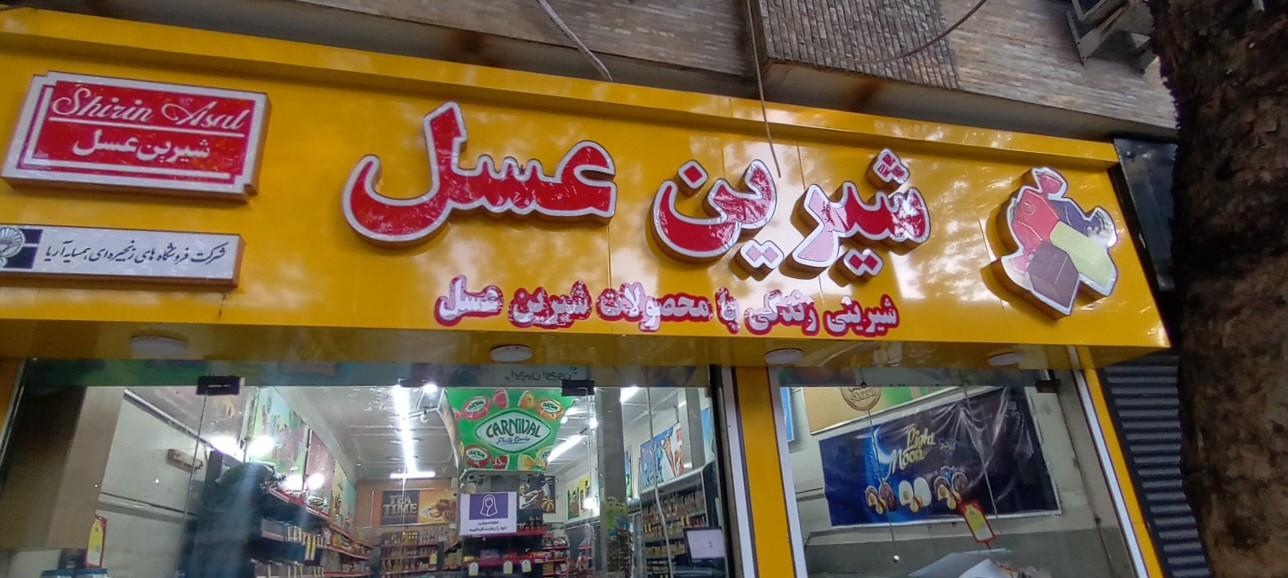 Shirin Asal
شیرین عسل
شیرین عسل
شیرینی زندگی با محصولات شیرین عسل
شرکت فروشگاه های زنجیره ای همسایه آریا
CARNIVAL
TEA TIME
Light
Mood